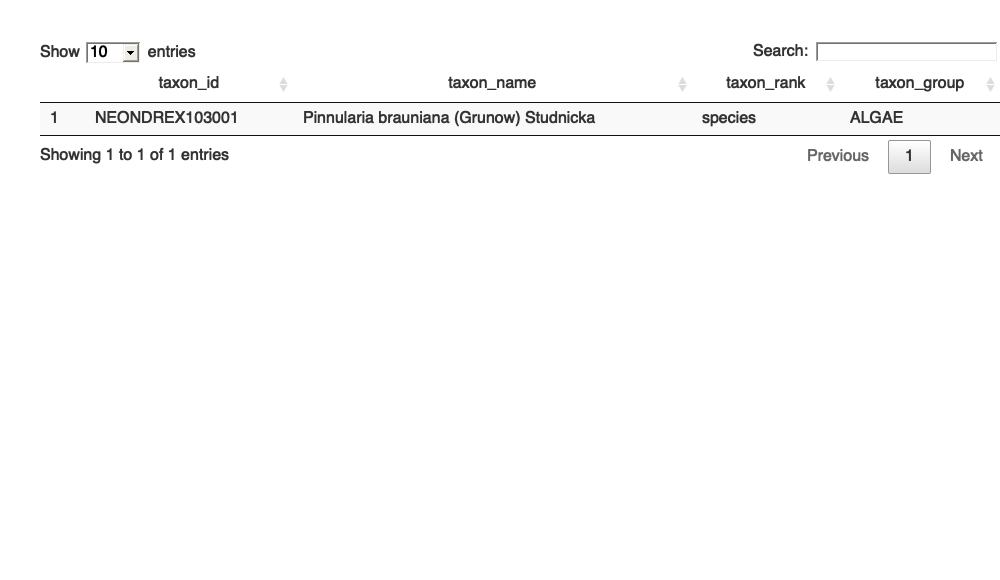 Show 10 entries Search:
taxon_id taxon_name taxon_rank taxon_group
1 NEONDREX103001 Pinnularia brauniana (Grunow) Studnicka species ALGAE
Showing 1 to 1 of 1 entries Previous 1 Next